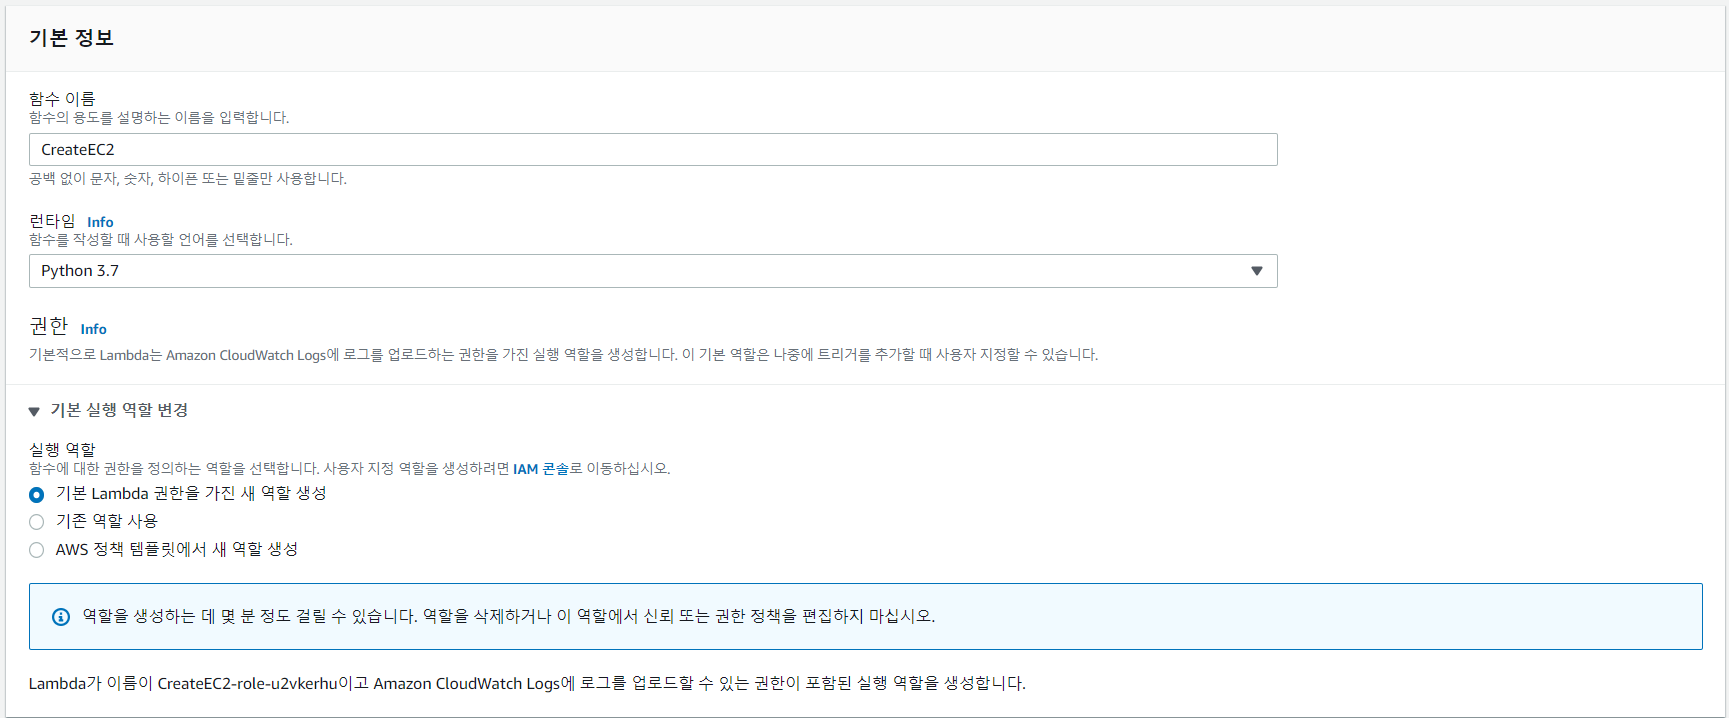 기본 정보
함수 이름
함수의 용도를 설명하는 이름을 입력합니다.
CreateEC2
공백 없이 문자, 숫자, 하이픈 또는 밑줄만 사용합니다.
런타임 Info
함수를 작성할 때 사용할 언어를 선택합니다.
Python 3.7
권한 Info
기본적으로 Lambda는 Amazon CloudWatch Logs에 로그를 업로드하는 권한을 가진 실행 역할을 생성합니다. 이 기본 역할은 나중에 트리거를 추가할 때 사용자 지정할 수 있습니다.
기본 실행 역할 변경
실행 역할
함수에 대한 권한을 정의하는 역할을 선택합니다. 사용자 지정 역할을 생성하려면 IAM 콘솔로 이동하십시오.
기본 Lambda 권한을 가진 새 역할 생성
기존 역할 사용
AWS 정책 템플릿에서 새 역할 생성
역할을 생성하는 데 몇 분 정도 걸릴 수 있습니다. 역할을 삭제하거나 이 역할에서 신뢰 또는 권한 정책을 편집하지 마십시오.
Lambda가 이름이 CreateEC2-role-u2vkerhu이고 Amazon CloudWatch Logs에 로그를 업로드할 수 있는 권한이 포함된 실행 역할을 생성합니다.